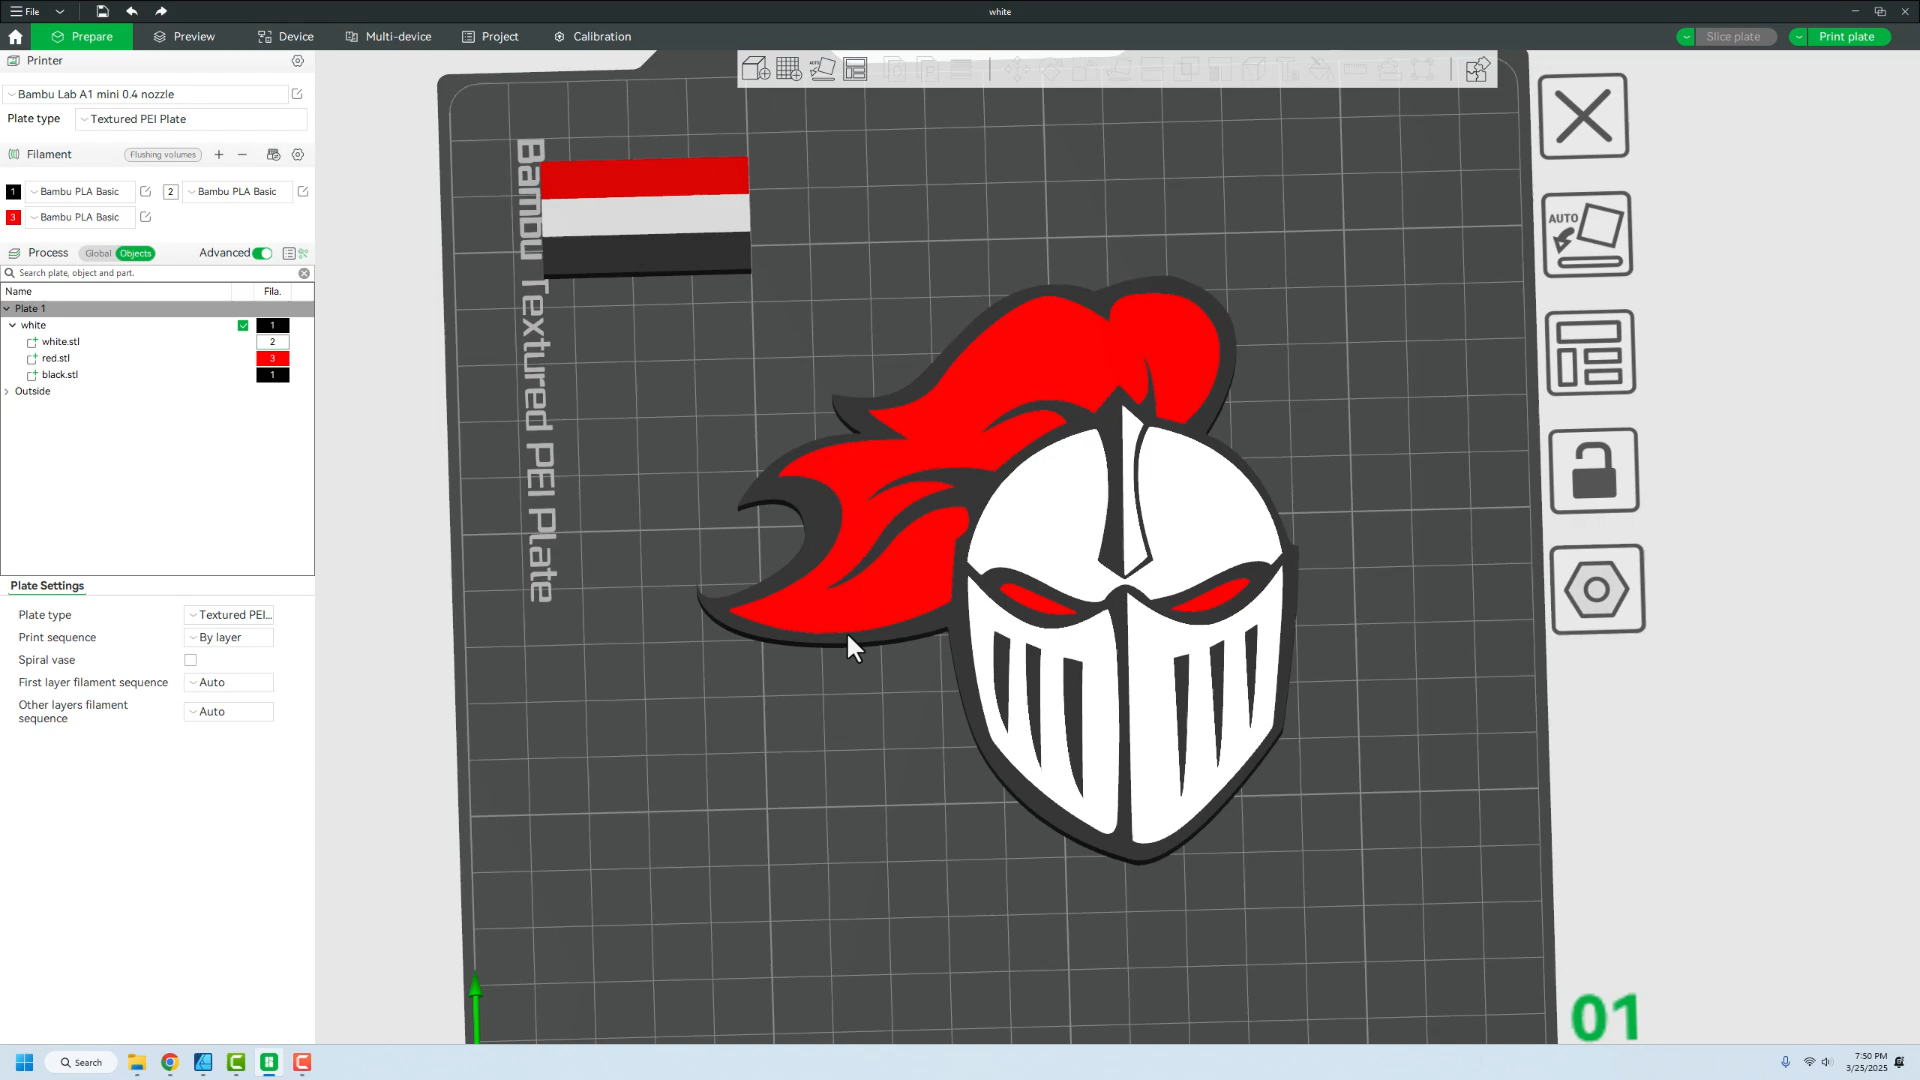 File
white
Prepare
Preview
Device
Multi-device
Project
Calibration
Slice plate
Print plate
Printer
Bambu Lab A1 mini 0.4 nozzle
Plate type
Textured PEI Plate
Filament
Flushing volumes
1
Bambu PLA Basic
2
Bambu PLA Basic
3
Bambu PLA Basic
Process
Global
Objects
Advanced
Search plate, object and part.
Name
Fila.
Plate 1
white
1
white.stl
2
red.stl
3
black.stl
1
Outside
Plate Settings
Plate type
Textured PEI...
Print sequence
By layer
Spiral vase
First layer filament sequence
Auto
Other layers filament
sequence
Auto
Bambu Textured PEI Plate
AUTO
AUTO
01
Search
7:50 PM
3/25/2025